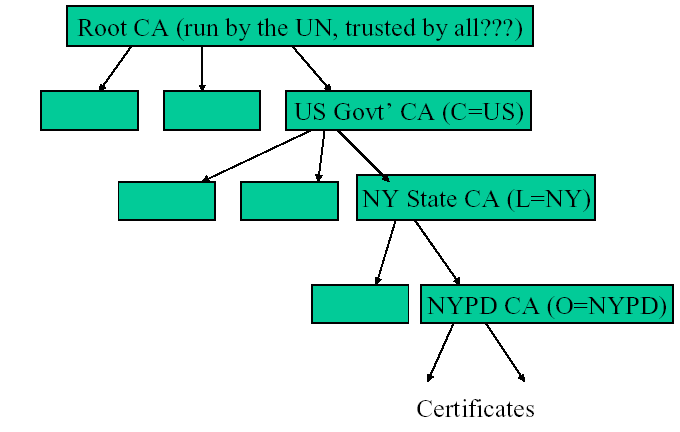 Root CA (run by the UN, trusted by all???)
US Govt’ CA (C=US)
NY State CA (L=NY)
NYPD CA (O=NYPD)
Certificates